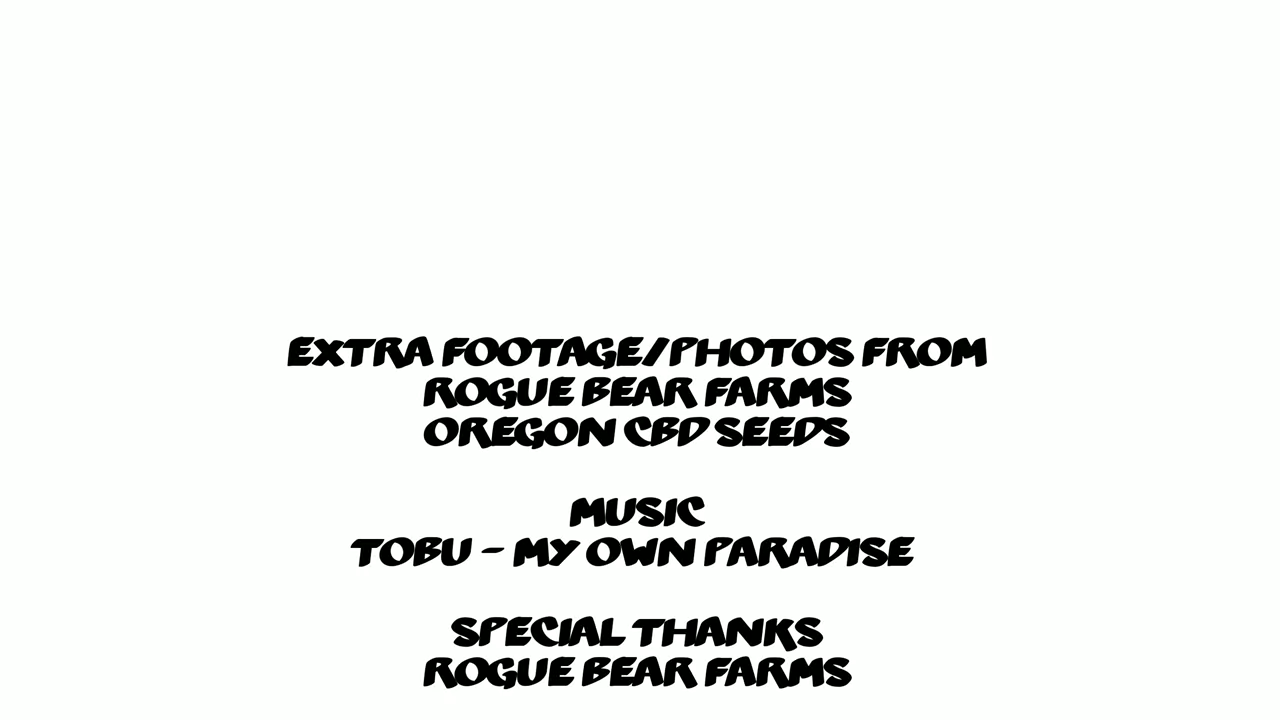 EXTRA FOOTAGE/PHOTOS FROM
ROGUE BEAR FARMS
OREGON CBD SEEDS
MUSIC
TOBU - MY OWN PARADISE
SPECIAL THANKS
ROGUE BEAR FARMS